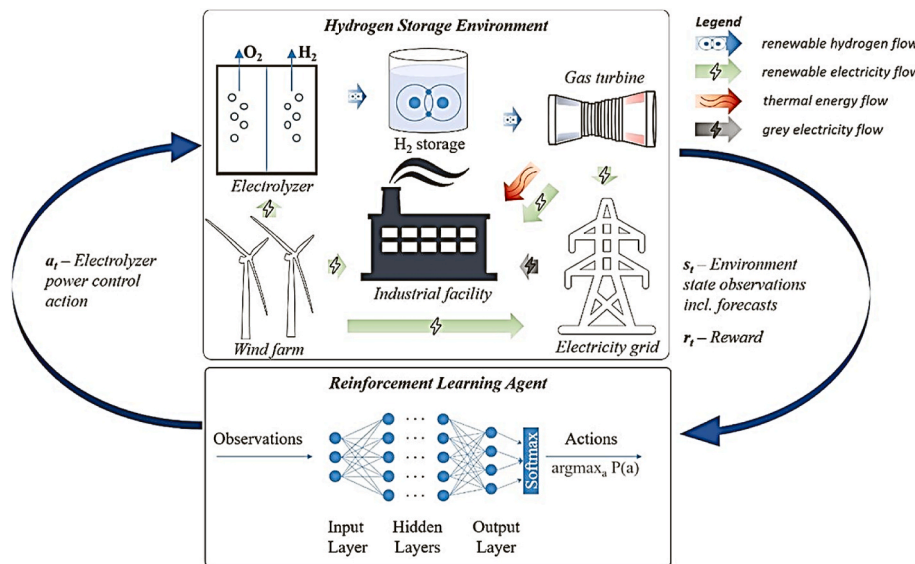 Hydrogen Storage Environment
O2
H2
H2 storage
Gas turbine
Electrolyzer
Industrial facility
Wind farm
Electricity grid
Legend
renewable hydrogen flow
renewable electricity flow
thermal energy flow
grey electricity flow
at – Electrolyzer
power control
action
st – Environment
state observations
incl. forecasts
rt – Reward
Reinforcement Learning Agent
Observations
Softmax
Actions
argmaxa P(a)
Input
Layer
Hidden
Layers
Output
Layer